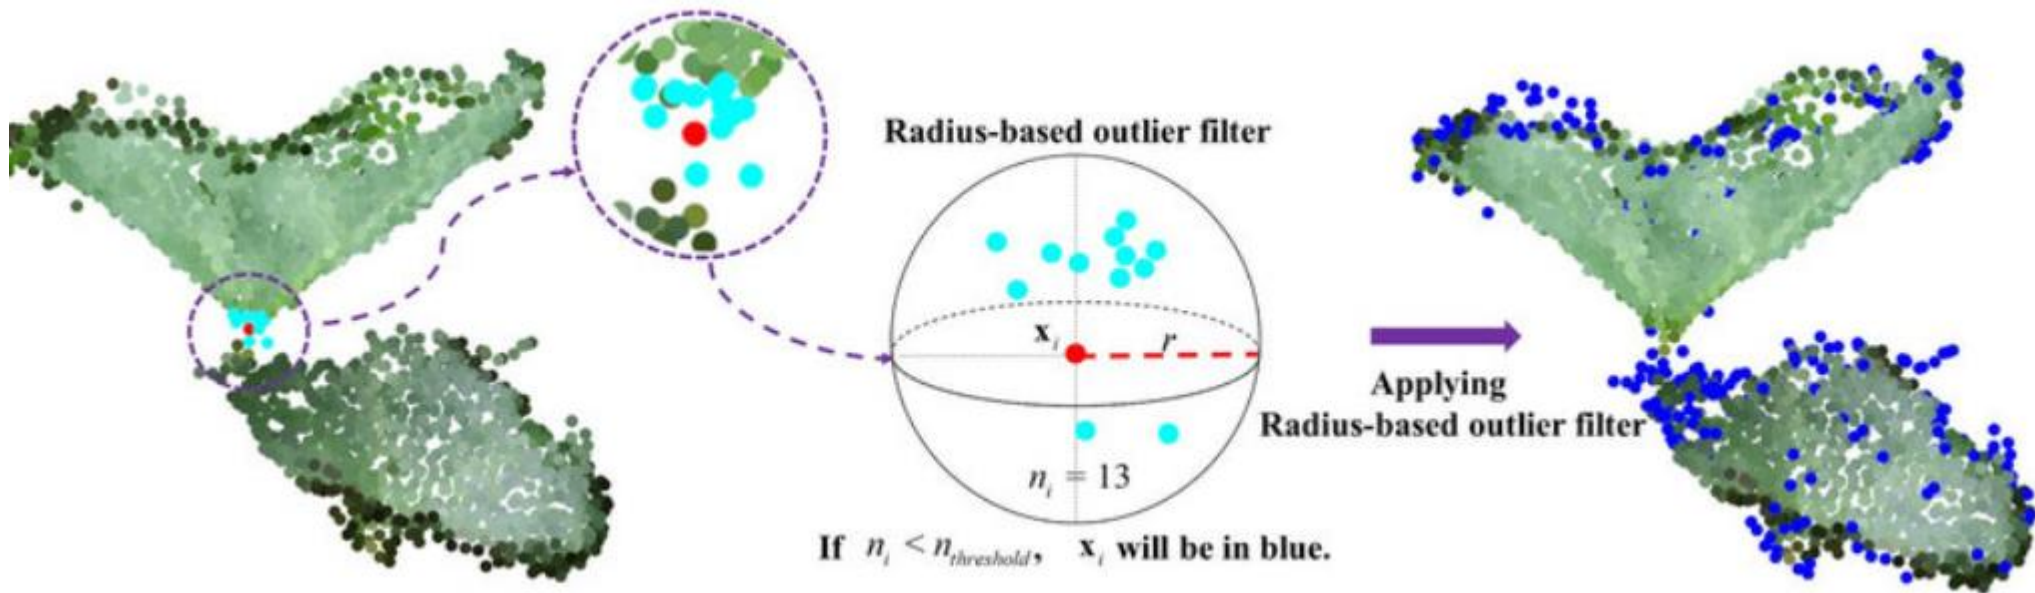 Radius-based outlier filter
x_i
r
n_i = 13
If n_i < n_threshold, x_i will be in blue.
Applying
Radius-based outlier filter